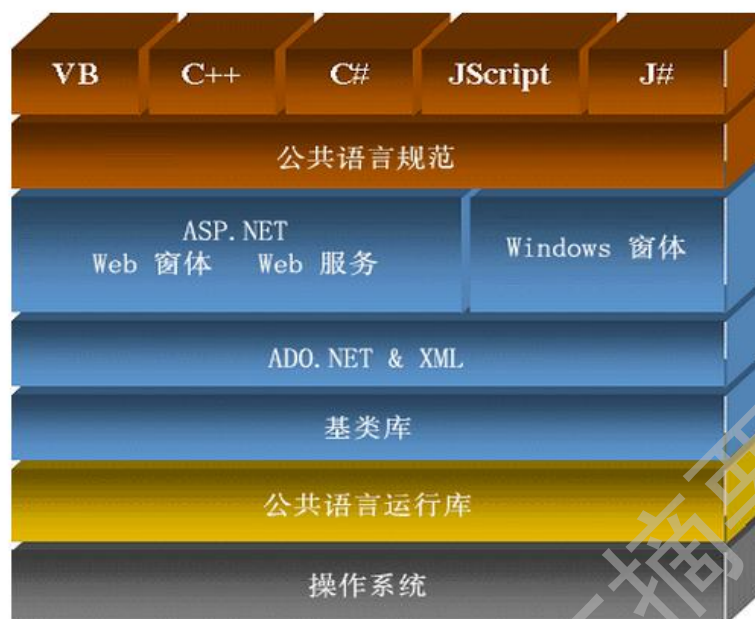 VB C++ C# JScript J#
公共语言规范
ASP.NET
Web 窗体 Web 服务
Windows 窗体
ADO.NET & XML
基类库
公共语言运行库
操作系统